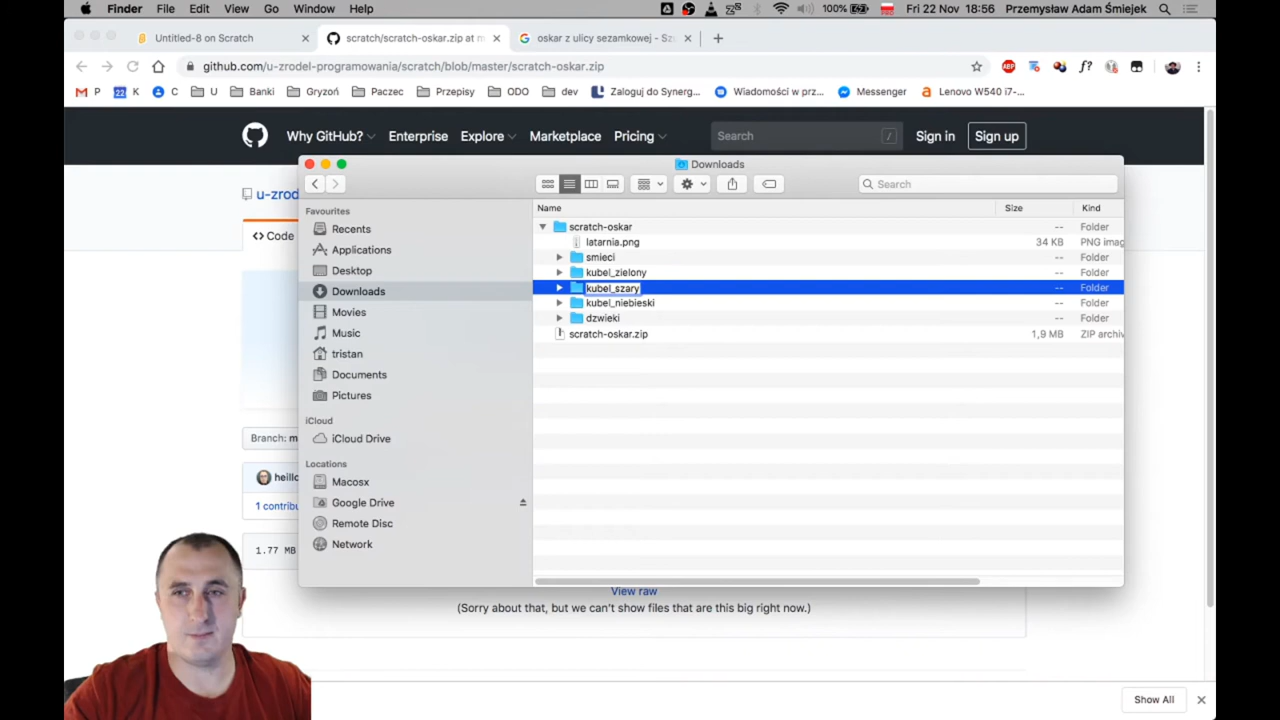 Finder File Edit View Go Window Help 100% Fri 22 Nov 18:56 Przemysław Adam Śmiejek
Untitled-8 on Scratch × scratch/scratch-oskar.zip at m × oskar z ulicy sezamkowej - Szu × +
github.com/u-zrodel-programowania/scratch/blob/master/scratch-oskar.zip ABP f?
M P 22 K C U Banki Gryzoń Paczec Przepisy ODO dev Zaloguj do Synerg... Wiadomości w prz... Messenger a Lenovo W540 i7-...
Why GitHub? Enterprise Explore Marketplace Pricing Search / Sign in Sign up
Downloads
u-zrod
Search
Favourites
Name Size Kind
Recents
scratch-oskar -- Folder
<> Code
latarnia.png 34 KB PNG imag
Applications
smieci -- Folder
Desktop
kubel_zielony -- Folder
Downloads
kubel_szary -- Folder
Movies
kubel_niebieski -- Folder
Music
dzwieki -- Folder
scratch-oskar.zip 1,9 MB ZIP archiv
tristan
Documents
Pictures
iCloud
iCloud Drive
Branch: m
Locations
heillo
Macosx
1 contribu
Google Drive
Remote Disc
Network
1.77 MB
View raw
(Sorry about that, but we can't show files that are this big right now.)
Show All ×